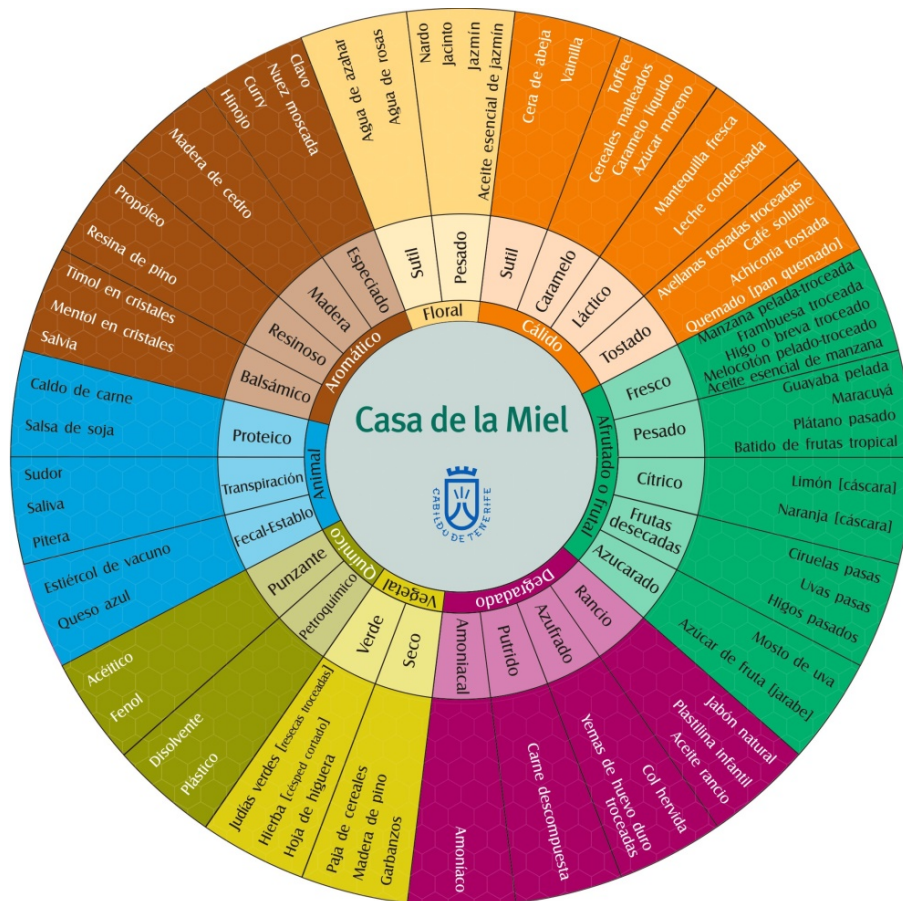 Casa de la Miel
CABILDO DE TENERIFE
Floral
Sutil
Agua de azahar
Agua de rosas
Pesado
Nardo
Jacinto
Jazmín
Aceite esencial de jazmín
Cálido
Sutil
Cera de abeja
Vainilla
Caramelo
Toffee
Cereales malteados
Caramelo líquido
Azúcar moreno
Láctico
Mantequilla fresca
Leche condensada
Tostado
Avellanas tostadas troceadas
Café soluble
Achicoria tostada
Quemado [pan quemado]
Afrutado o frutal
Fresco
Manzana pelada-troceada
Frambuesa troceada
Higo o breva troceado
Melocotón pelado-troceado
Aceite esencial de manzana
Pesado
Guayaba pelada
Maracuyá
Plátano pasado
Batido de frutas tropical
Cítrico
Limón [cáscara]
Naranja [cáscara]
Frutas
desecadas
Ciruelas pasas
Uvas pasas
Higos pasados
Azucarado
Mosto de uva
Azúcar de fruta [jarabe]
Degradado
Rancio
Jabón natural
Plastilina infantil
Aceite rancio
Azufrado
Col hervida
Yemas de huevo duro
troceadas
Putrido
Carne descompuesta
Amoniacal
Amoníaco
Vegetal
Seco
Paja de cereales
Madera de pino
Garbanzos
Verde
Judías verdes [resecas troceadas]
Hierba [césped cortado]
Hoja de higuera
Químico
Petroquímico
Disolvente
Plástico
Punzante
Acéitico
Fenol
Animal
Fecal-Establo
Estiércol de vacuno
Queso azul
Transpiración
Sudor
Saliva
Pitera
Proteico
Caldo de carne
Salsa de soja
Aromático
Balsámico
Timol en cristales
Mentol en cristales
Salvia
Resinoso
Propóleo
Resina de pino
Madera
Madera de cedro
Especiado
Clavo
Nuez moscada
Curry
Hinojo